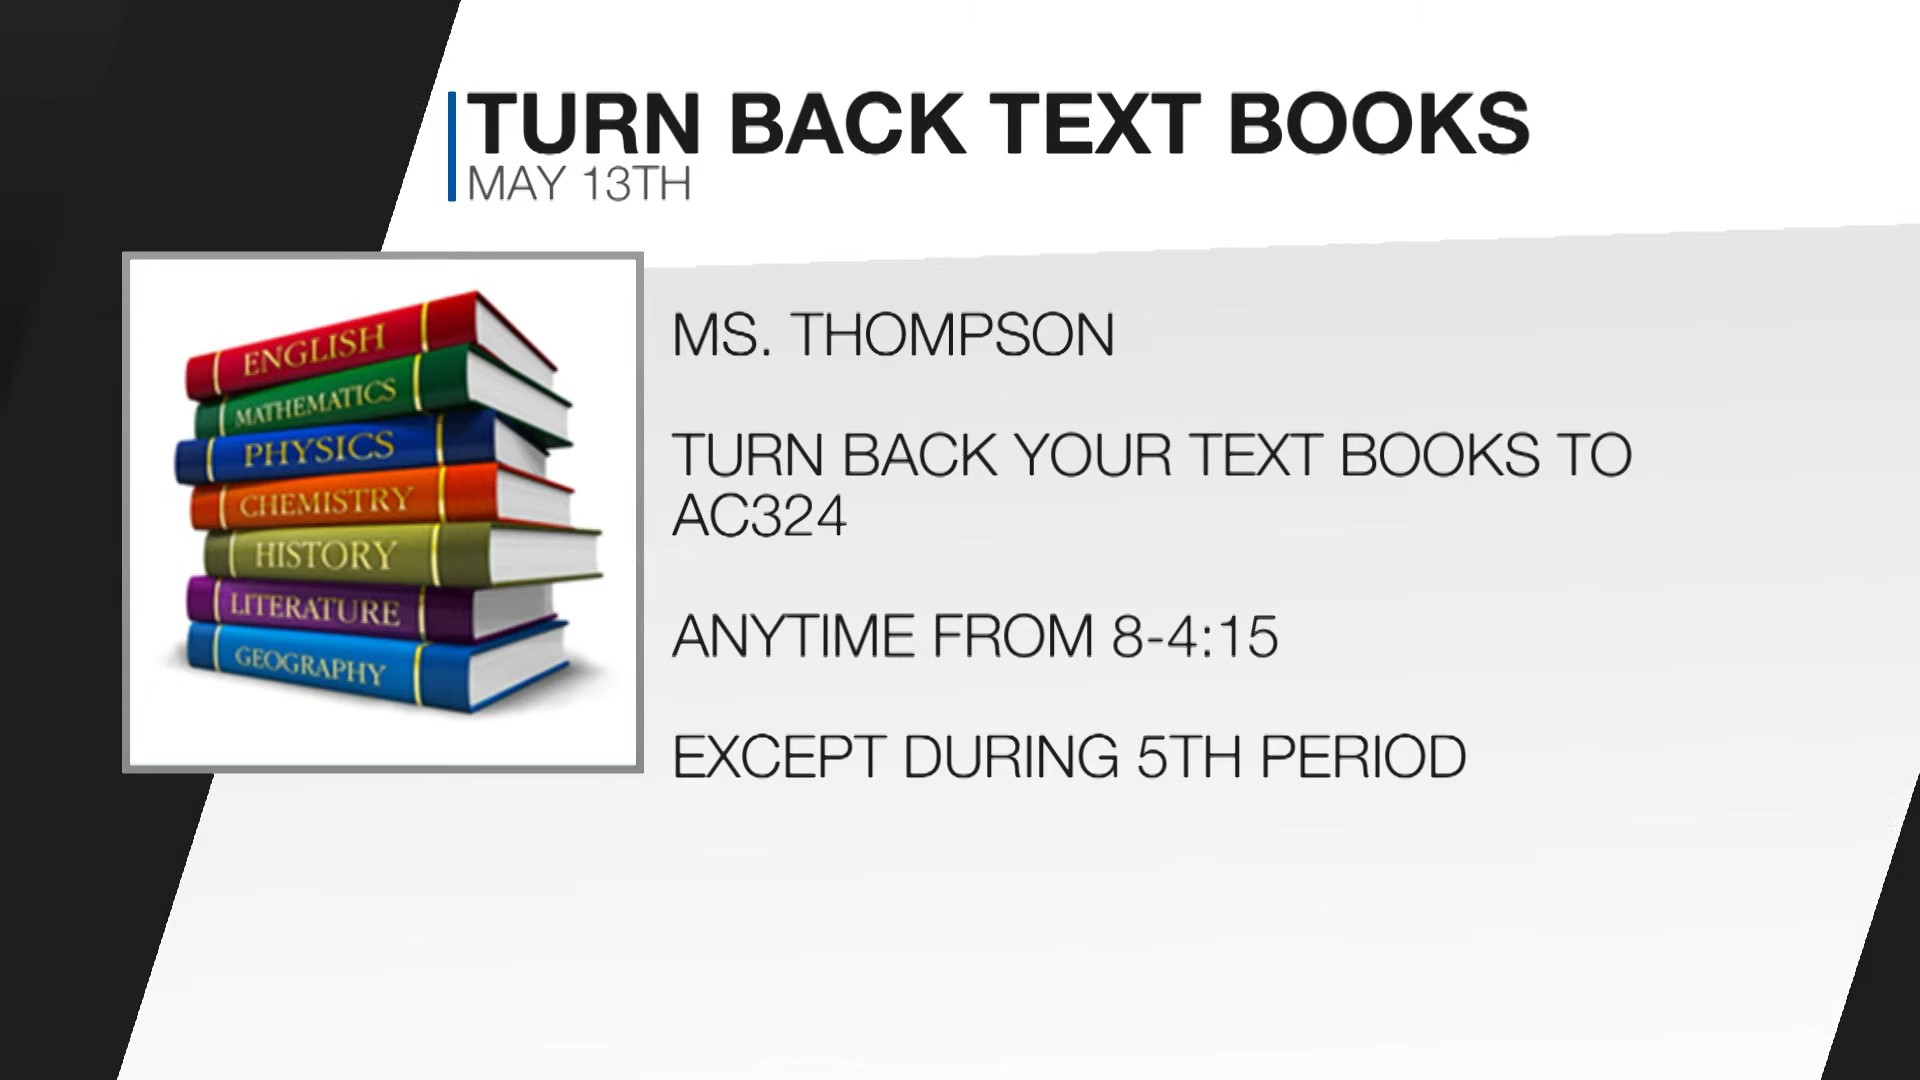 TURN BACK TEXT BOOKS
MAY 13TH
ENGLISH
MATHEMATICS
PHYSICS
CHEMISTRY
HISTORY
LITERATURE
GEOGRAPHY
MS. THOMPSON
TURN BACK YOUR TEXT BOOKS TO
AC324
ANYTIME FROM 8-4:15
EXCEPT DURING 5TH PERIOD